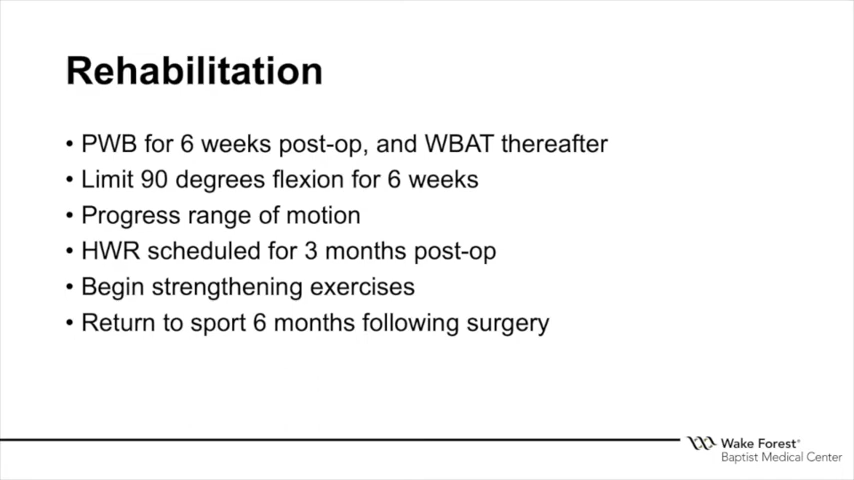 Rehabilitation
• PWB for 6 weeks post-op, and WBAT thereafter
• Limit 90 degrees flexion for 6 weeks
• Progress range of motion
• HWR scheduled for 3 months post-op
• Begin strengthening exercises
• Return to sport 6 months following surgery
Wake Forest®
Baptist Medical Center